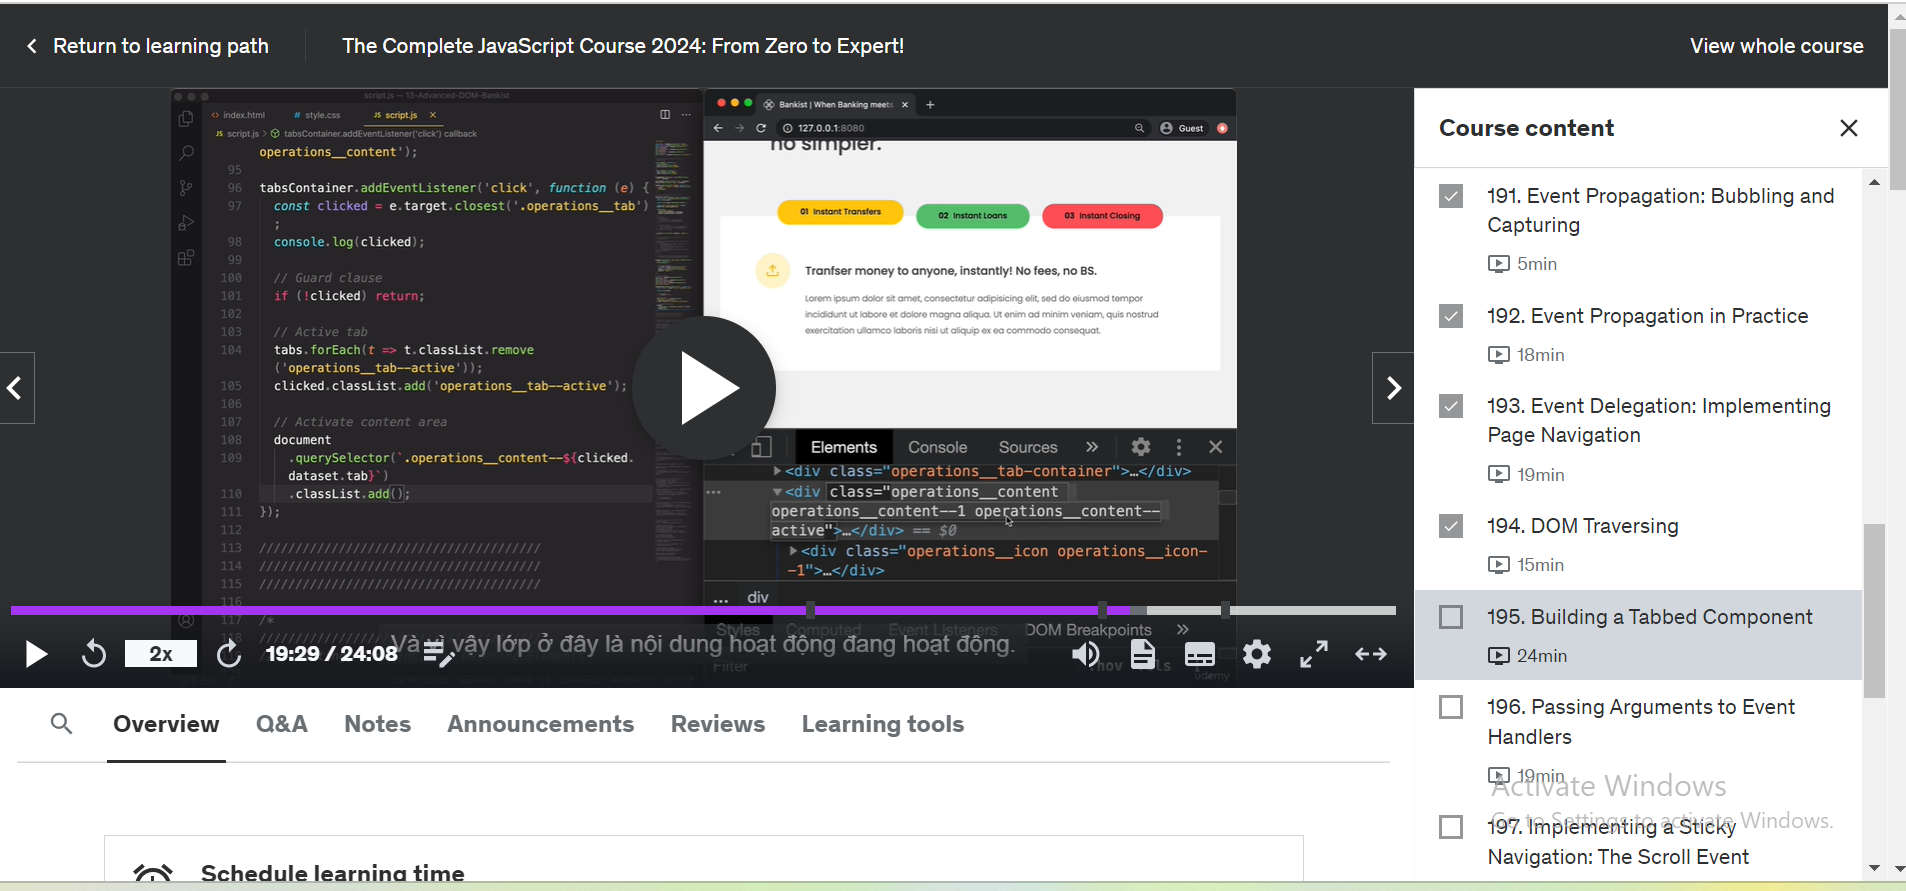 Return to learning path
The Complete JavaScript Course 2024: From Zero to Expert!
View whole course
script.js — 13-Advanced-DOM-Bankist
index.html
# style.css
JS script.js
JS script.js > tabsContainer.addEventListener('click') callback
operations__content');
95
96 tabsContainer.addEventListener('click', function (e) {
97 const clicked = e.target.closest('.operations__tab')
;
98 console.log(clicked);
99
100 // Guard clause
101 if (!clicked) return;
102
103 // Active tab
104 tabs.forEach(t => t.classList.remove
('operations__tab--active'));
105 clicked.classList.add('operations__tab--active');
106
107 // Activate content area
108 document
109 .querySelector(`.operations__content--${clicked.
dataset.tab}`)
110 .classList.add();
111 });
112
113 ///////////////////////////////////////
114 ///////////////////////////////////////
115 ///////////////////////////////////////
116
117 /*
118
Bankist | When Banking meets
127.0.0.1:8080
Guest
no simpler.
01 Instant Transfers
02 Instant Loans
03 Instant Closing
Tranfser money to anyone, instantly! No fees, no BS.
Lorem ipsum dolor sit amet, consectetur adipisicing elit, sed do eiusmod tempor
incididunt ut labore et dolore magna aliqua. Ut enim ad minim veniam, quis nostrud
exercitation ullamco laboris nisi ut aliquip ex ea commodo consequat.
Elements
Console
Sources
<div class="operations__tab-container">…</div>
<div class="operations__content
operations__content--1 operations__content--
active">…</div> == $0
<div class="operations__icon operations__icon-
-1">…</div>
... div
Styles
Computed
Event Listeners
DOM Breakpoints
Filter
:hov
.cls
udemy
Và vì vậy lớp ở đây là nội dung hoạt động đang hoạt động.
2x
19:29 / 24:08
Overview
Q&A
Notes
Announcements
Reviews
Learning tools
Schedule learning time
Course content
191. Event Propagation: Bubbling and
Capturing
5min
192. Event Propagation in Practice
18min
193. Event Delegation: Implementing
Page Navigation
19min
194. DOM Traversing
15min
195. Building a Tabbed Component
24min
196. Passing Arguments to Event
Handlers
19min
Activate Windows
Go to Settings to activate Windows.
197. Implementing a Sticky
Navigation: The Scroll Event